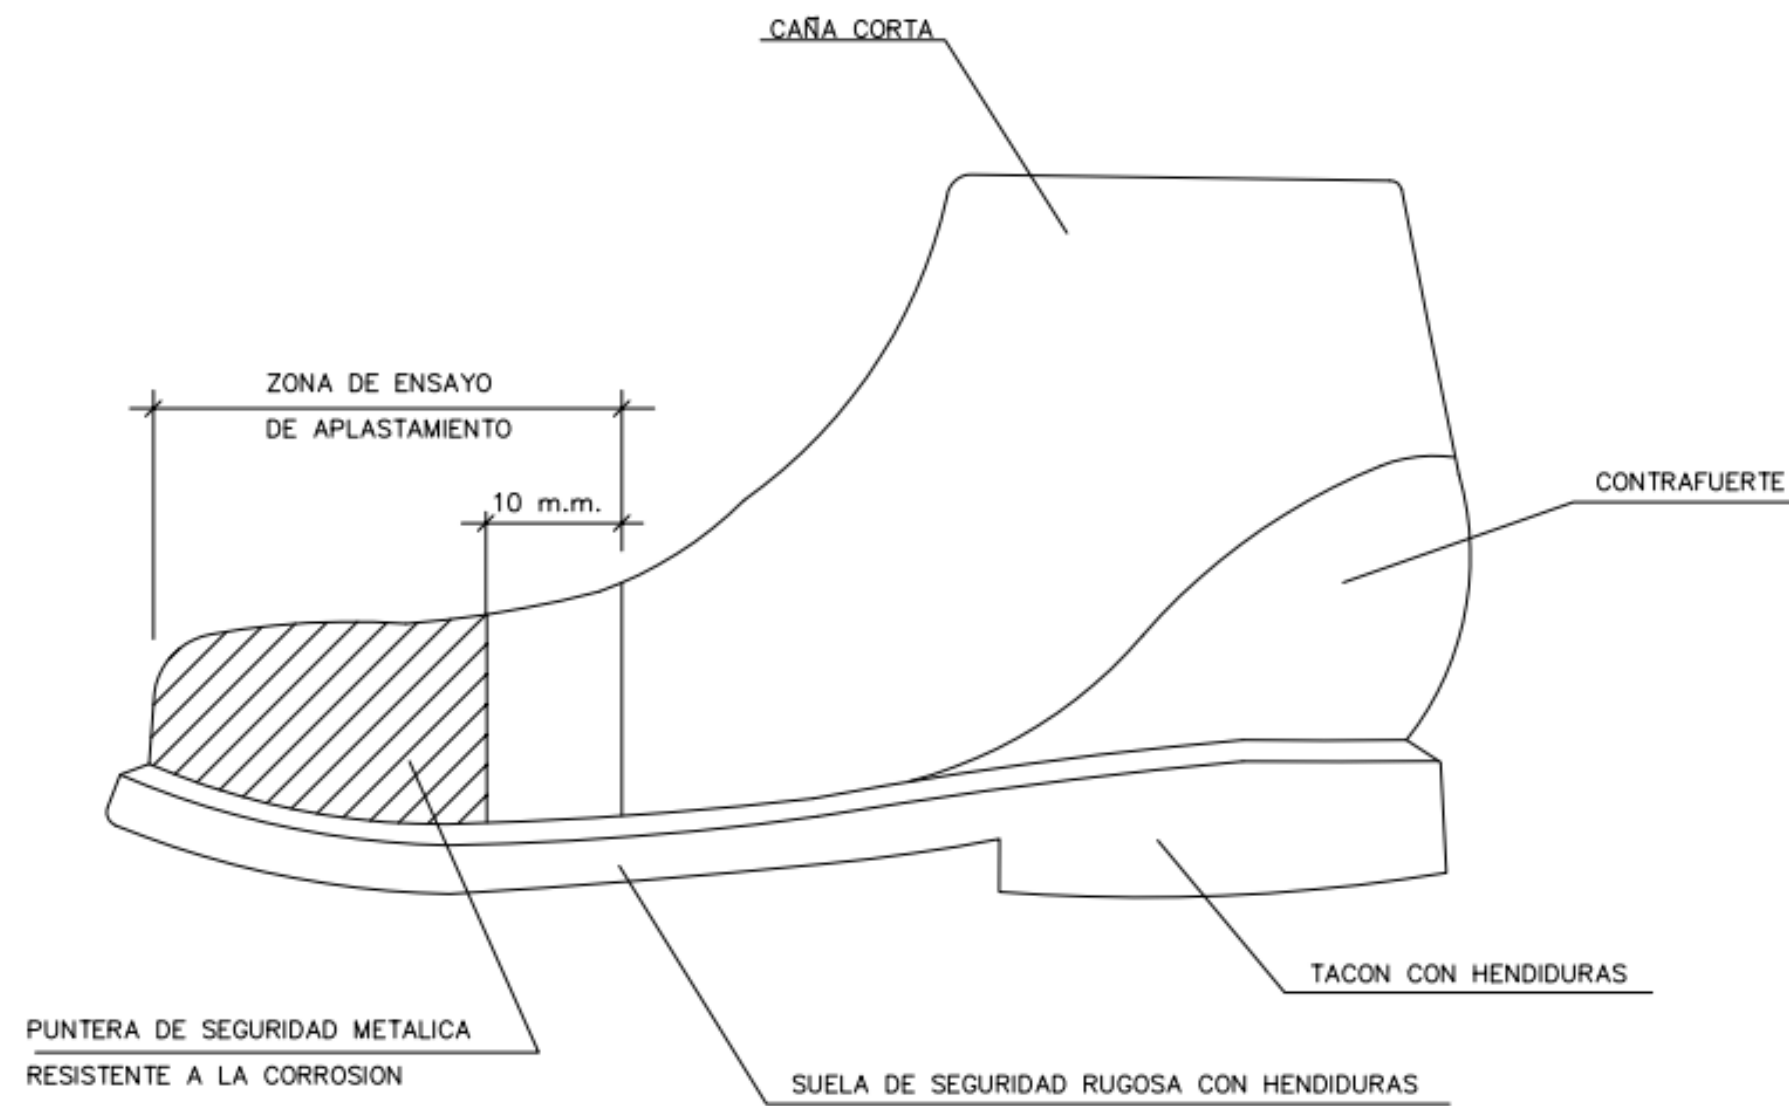 CAÑA CORTA
ZONA DE ENSAYO
DE APLASTAMIENTO
10 m.m.
CONTRAFUERTE
TACON CON HENDIDURAS
PUNTERA DE SEGURIDAD METALICA
RESISTENTE A LA CORROSION
SUELA DE SEGURIDAD RUGOSA CON HENDIDURAS